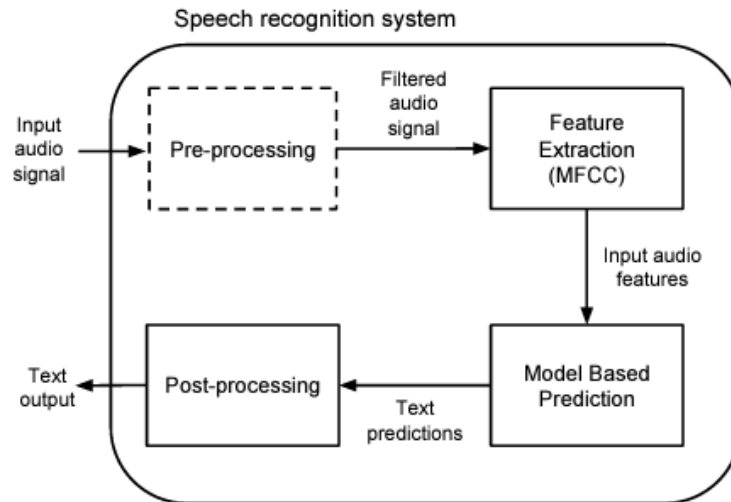 Speech recognition system
Input
audio
signal
Pre-processing
Filtered
audio
signal
Feature
Extraction
(MFCC)
Input audio
features
Model Based
Prediction
Text
predictions
Post-processing
Text
output